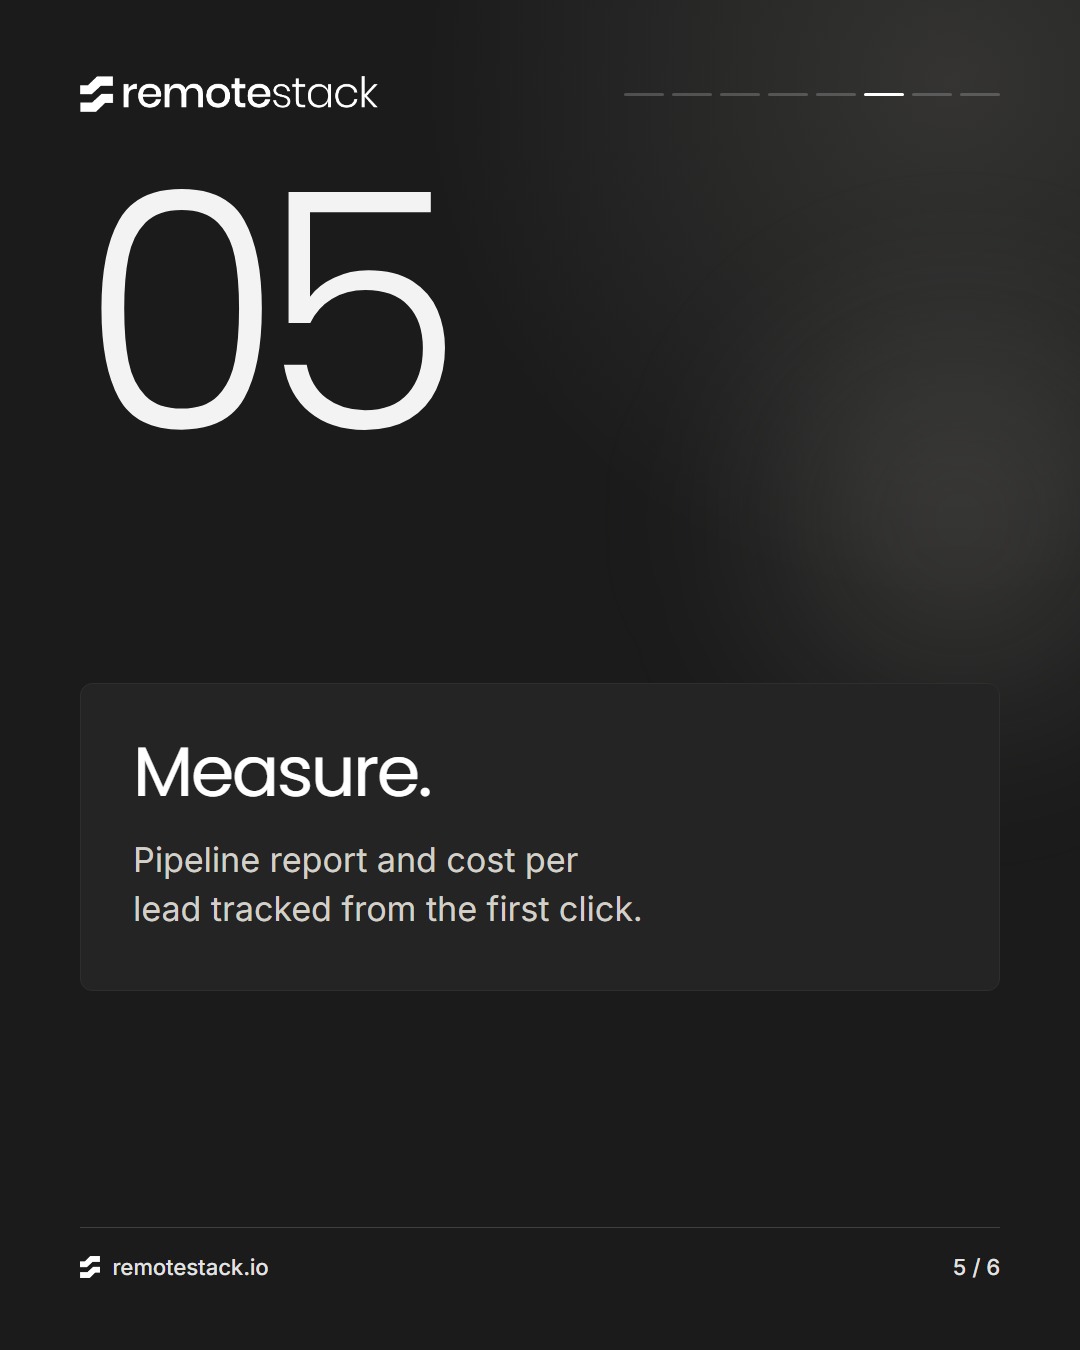 remotestack
05
Measure.
Pipeline report and cost per
lead tracked from the first click.
remotestack.io
5 / 6